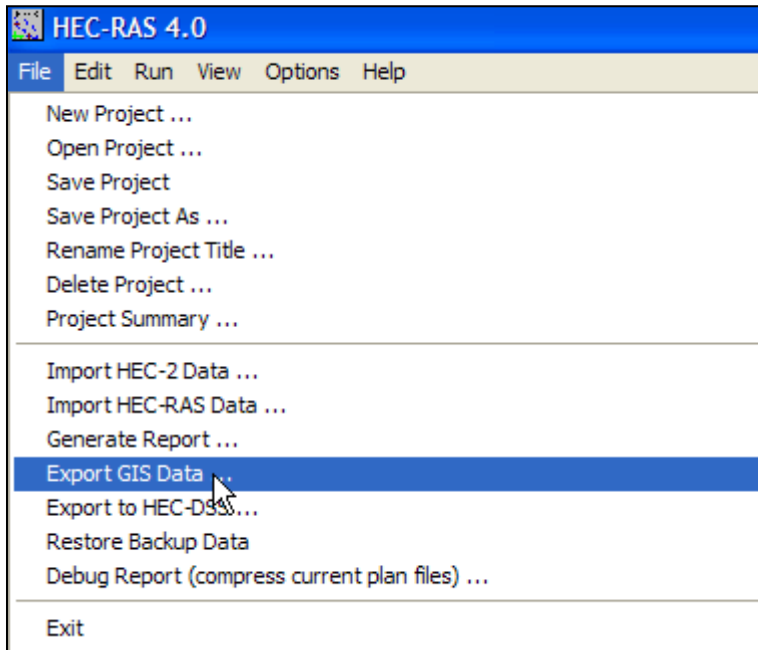 HEC-RAS 4.0
File Edit Run View Options Help
New Project ...
Open Project ...
Save Project
Save Project As ...
Rename Project Title ...
Delete Project ...
Project Summary ...
Import HEC-2 Data ...
Import HEC-RAS Data ...
Generate Report ...
Export GIS Data ...
Export to HEC-DSS ...
Restore Backup Data
Debug Report (compress current plan files) ...
Exit